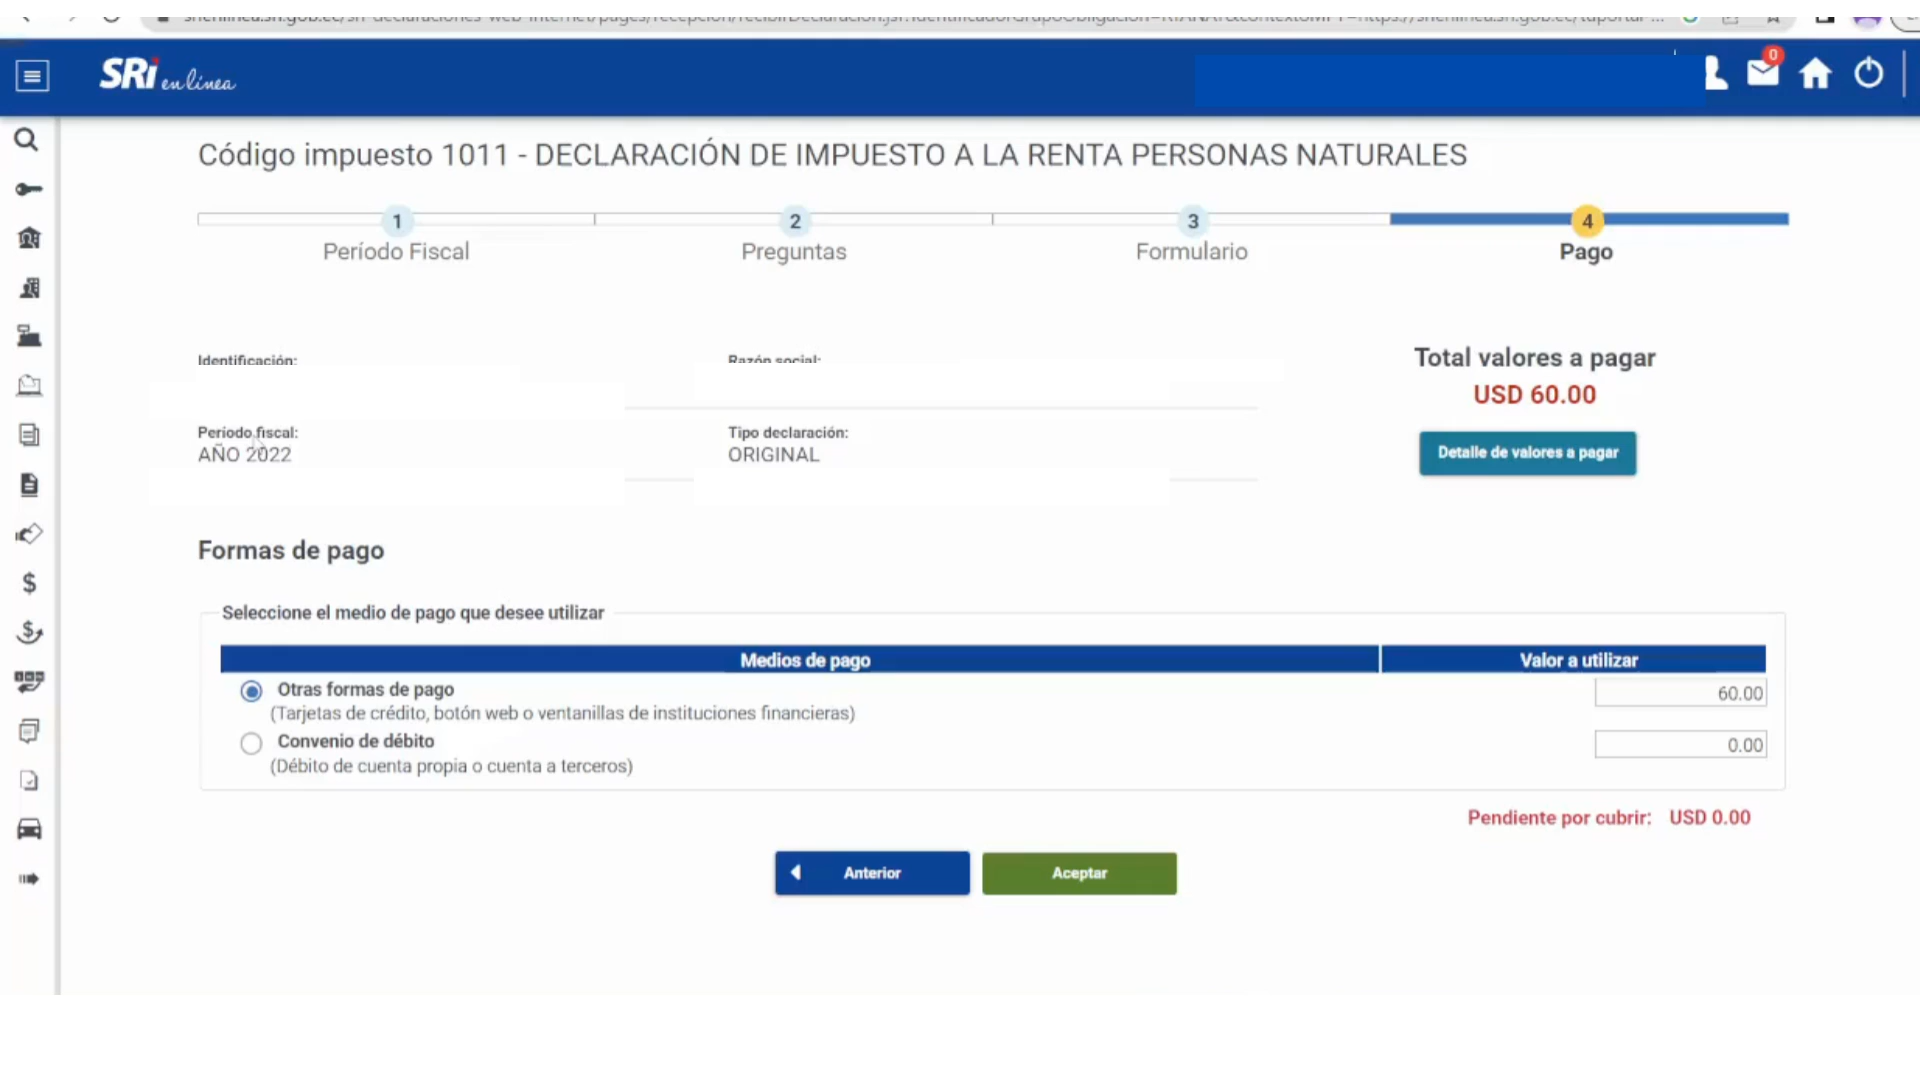 0
SRi en línea
Código impuesto 1011 - DECLARACIÓN DE IMPUESTO A LA RENTA PERSONAS NATURALES
1 2 3 4
Período Fiscal Preguntas Formulario Pago
Identificación: Razón social: Total valores a pagar
USD 60.00
Período fiscal: Tipo declaración:
AÑO 2022 ORIGINAL Detalle de valores a pagar
Formas de pago
Seleccione el medio de pago que desee utilizar
Medios de pago Valor a utilizar
Otras formas de pago 60.00
(Tarjetas de crédito, botón web o ventanillas de instituciones financieras)
Convenio de débito 0.00
(Débito de cuenta propia o cuenta a terceros)
Pendiente por cubrir: USD 0.00
Anterior Aceptar